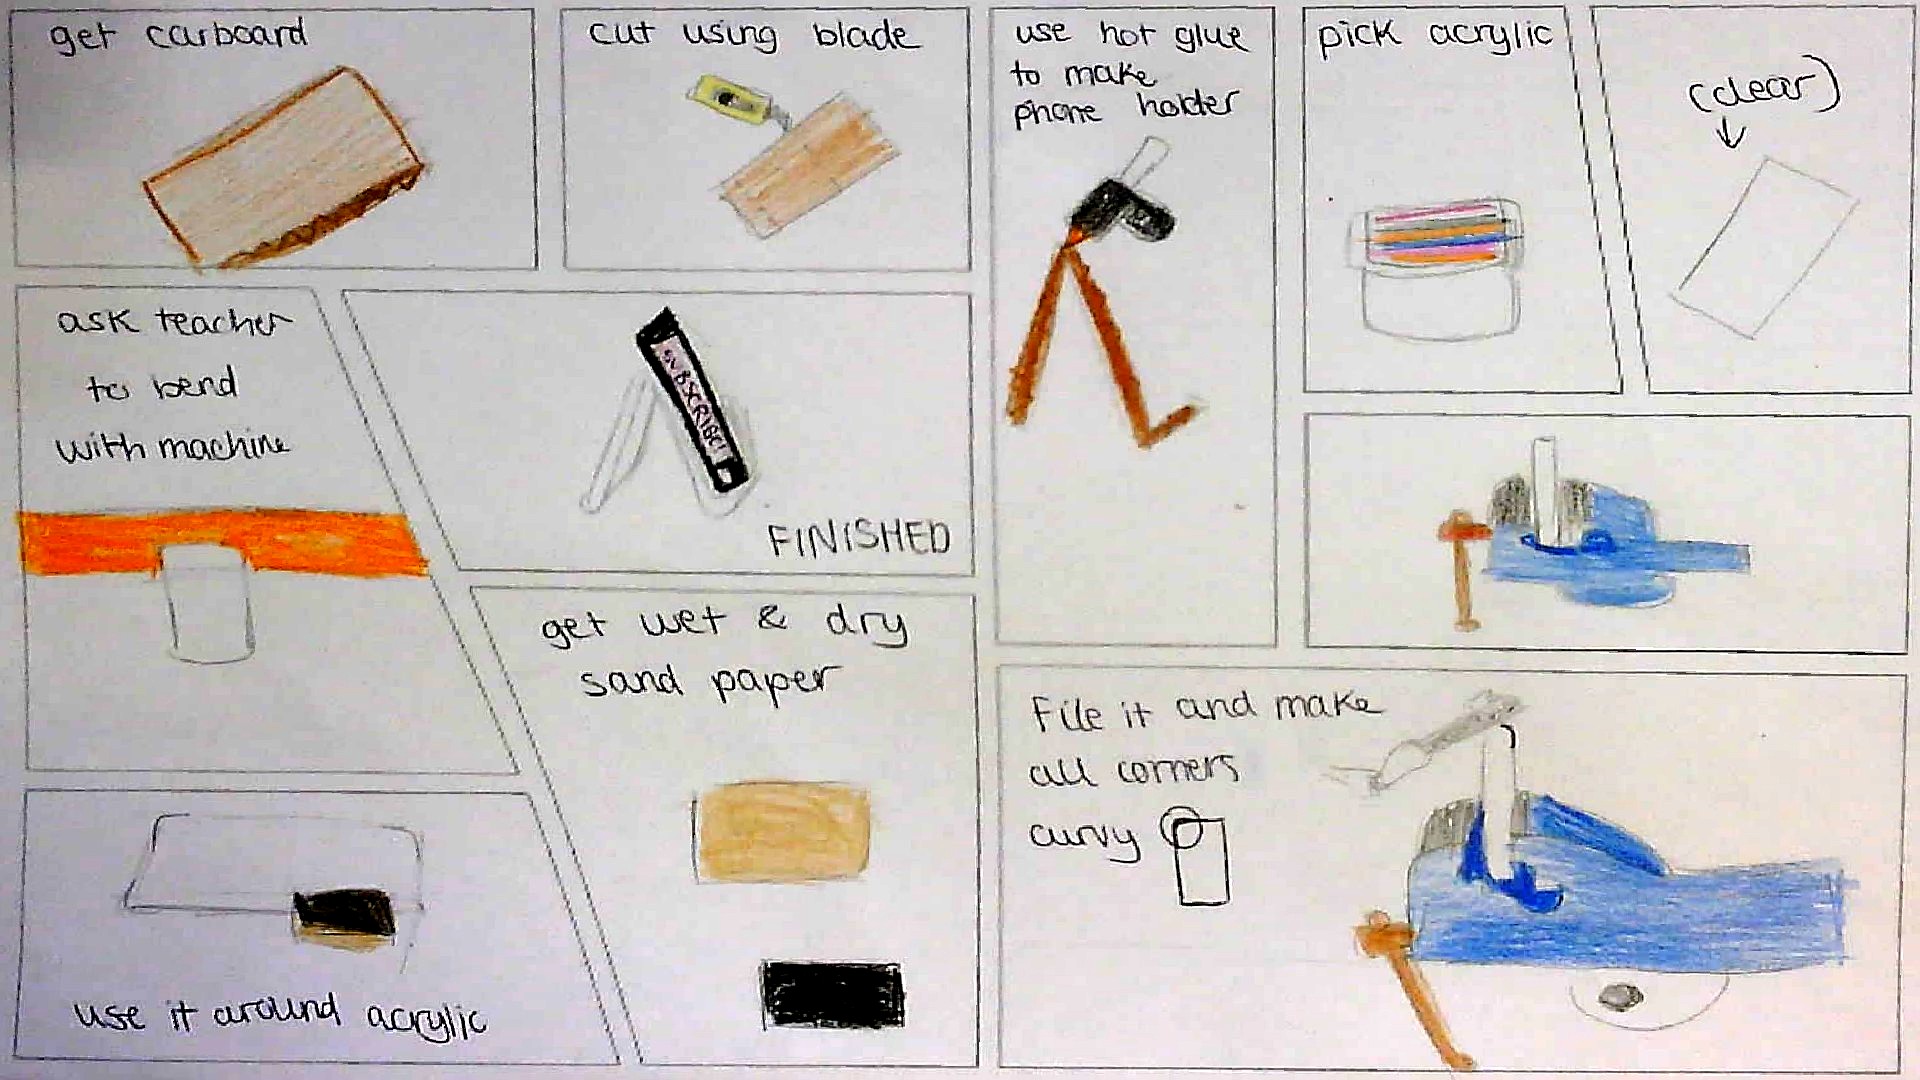 get carboard
cut using blade
use hot glue
to make
phone holder
pick acrylic
(clear)
File it and make
all corners
curvy
get wet & dry
sand paper
use it around acrylic
ask teacher
to bend
with machine
SUBSCRIBE!
FINISHED